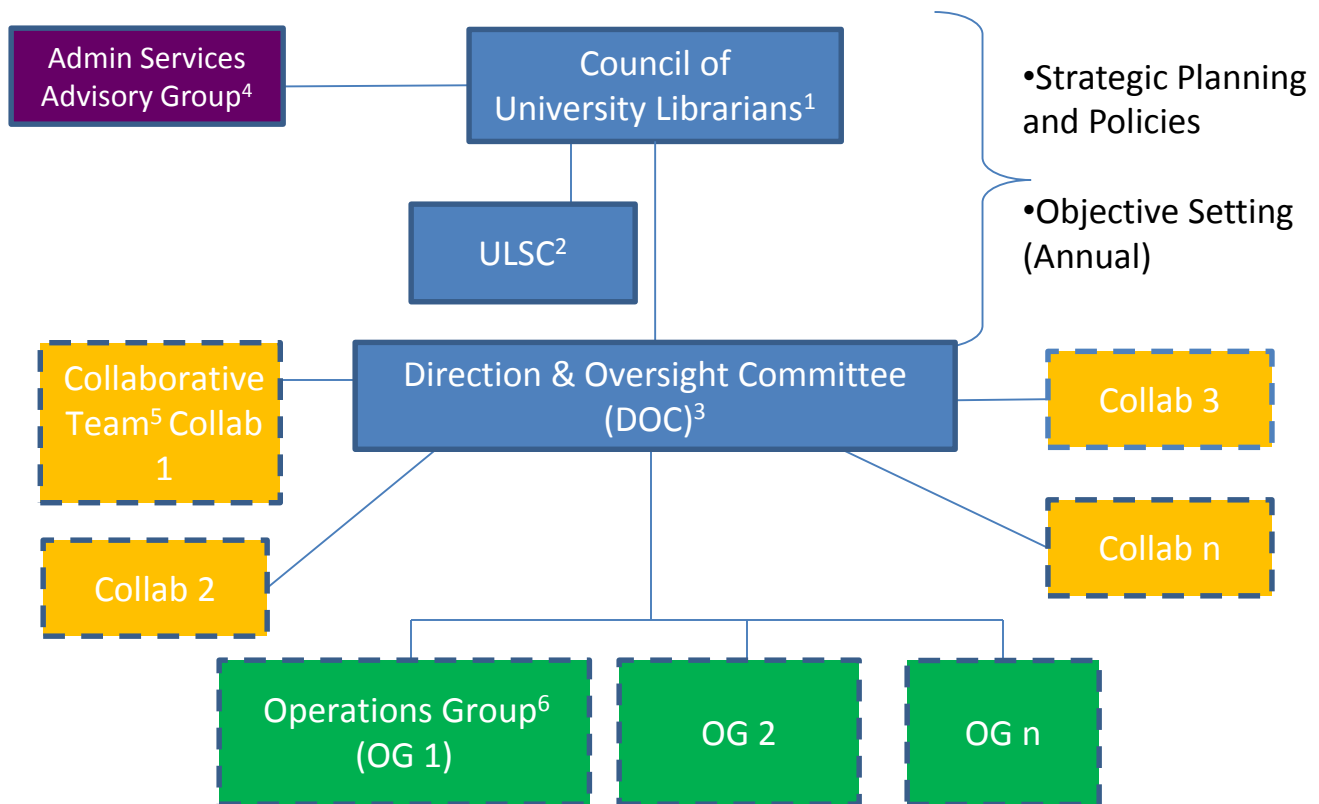 Admin Services
Advisory Group⁴
Council of
University Librarians¹
•Strategic Planning
and Policies
•Objective Setting
(Annual)
ULSC²
Collaborative
Team⁵ Collab
1
Direction & Oversight Committee
(DOC)³
Collab 3
Collab 2
Collab n
Operations Group⁶
(OG 1)
OG 2
OG n